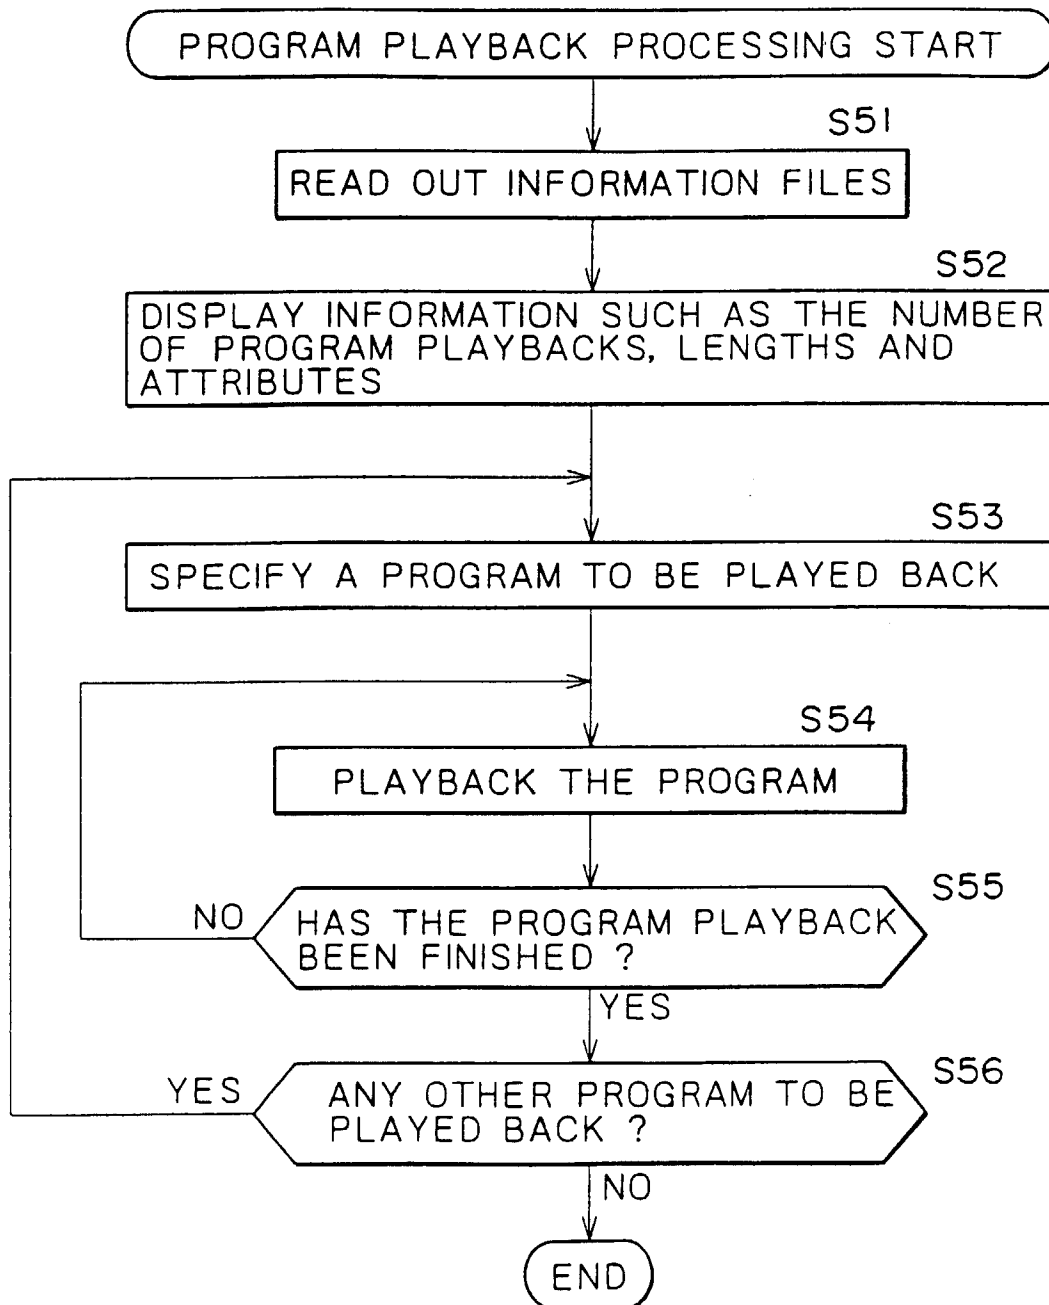 PROGRAM PLAYBACK PROCESSING START
S51
READ OUT INFORMATION FILES
S52
DISPLAY INFORMATION SUCH AS THE NUMBER
OF PROGRAM PLAYBACKS, LENGTHS AND
ATTRIBUTES
S53
SPECIFY A PROGRAM TO BE PLAYED BACK
S54
PLAYBACK THE PROGRAM
S55
NO
HAS THE PROGRAM PLAYBACK
BEEN FINISHED ?
YES
S56
YES
ANY OTHER PROGRAM TO BE
PLAYED BACK ?
NO
END